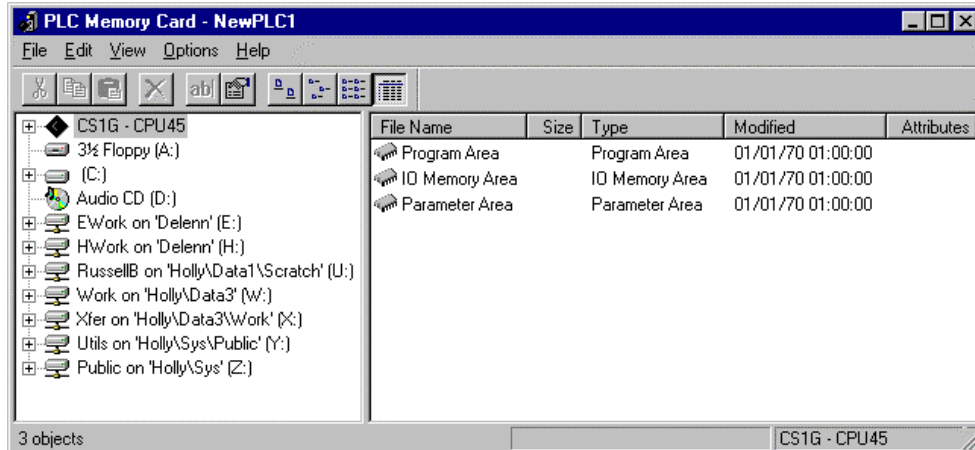 PLC Memory Card - NewPLC1
File Edit View Options Help
ab
CS1G - CPU45
3½ Floppy (A:)
(C:)
Audio CD (D:)
EWork on 'Delenn' (E:)
HWork on 'Delenn' (H:)
RussellB on 'Holly\Data1\Scratch' (U:)
Work on 'Holly\Data3' (W:)
Xfer on 'Holly\Data3\Work' (X:)
Utils on 'Holly\Sys\Public' (Y:)
Public on 'Holly\Sys' (Z:)
File Name Size Type Modified Attributes
Program Area Program Area 01/01/70 01:00:00
IO Memory Area IO Memory Area 01/01/70 01:00:00
Parameter Area Parameter Area 01/01/70 01:00:00
3 objects CS1G - CPU45